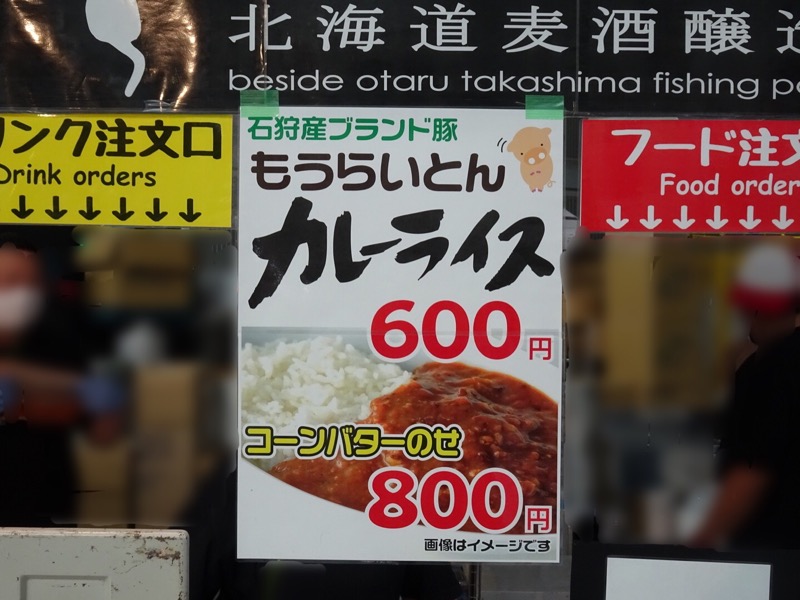 北海道麦酒醸
beside otaru takashima fishing
リンク注文口
Drink orders
↓↓↓↓↓↓
石狩産ブランド豚
もうらいとん
カレーライス
600円
コーンバターのせ
800円
画像はイメージです
フード注文
Food order
↓↓↓↓↓↓